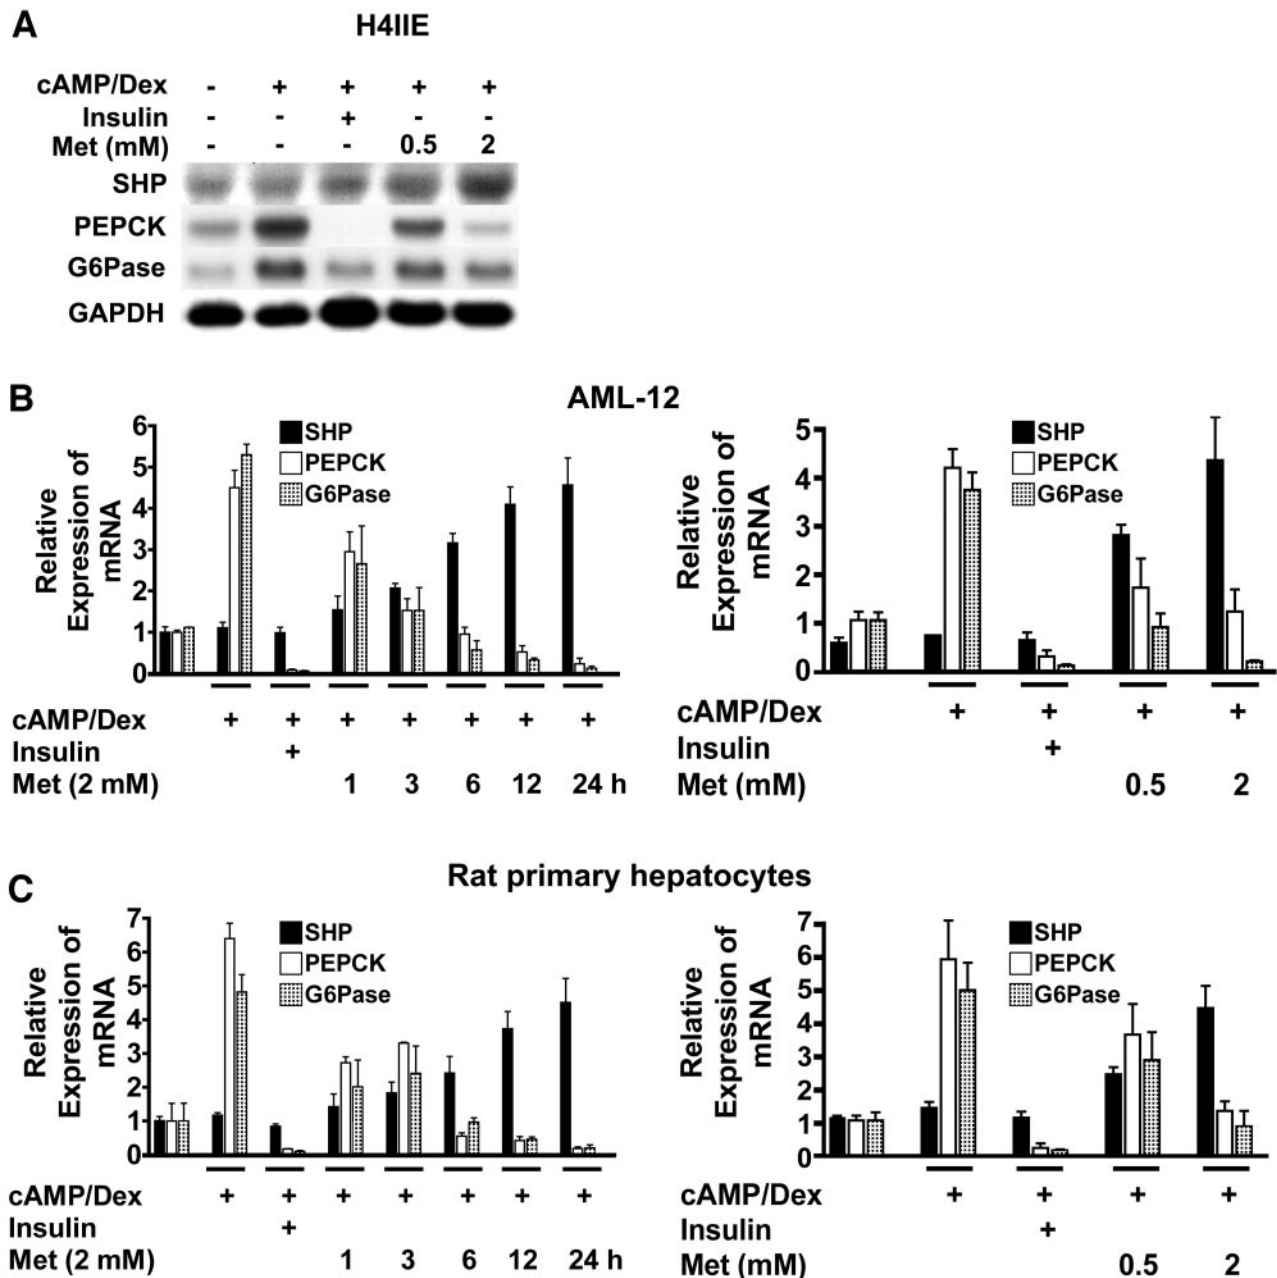 A
H4IIE
cAMP/Dex - + + + +
Insulin - - + - -
Met (mM) - - - 0.5 2
SHP
PEPCK
G6Pase
GAPDH
B
AML-12
Relative
Expression of
mRNA
6
5
4
3
2
1
0
SHP
PEPCK
G6Pase
cAMP/Dex + + + + + + +
Insulin +
Met (2 mM) 1 3 6 12 24 h
Relative
Expression of
mRNA
5
4
3
2
1
0
SHP
PEPCK
G6Pase
cAMP/Dex + + + +
Insulin +
Met (mM) 0.5 2
C
Rat primary hepatocytes
Relative
Expression of
mRNA
7
6
5
4
3
2
1
0
SHP
PEPCK
G6Pase
cAMP/Dex + + + + + + +
Insulin +
Met (2 mM) 1 3 6 12 24 h
Relative
Expression of
mRNA
7
6
5
4
3
2
1
0
SHP
PEPCK
G6Pase
cAMP/Dex + + + +
Insulin +
Met (mM) 0.5 2